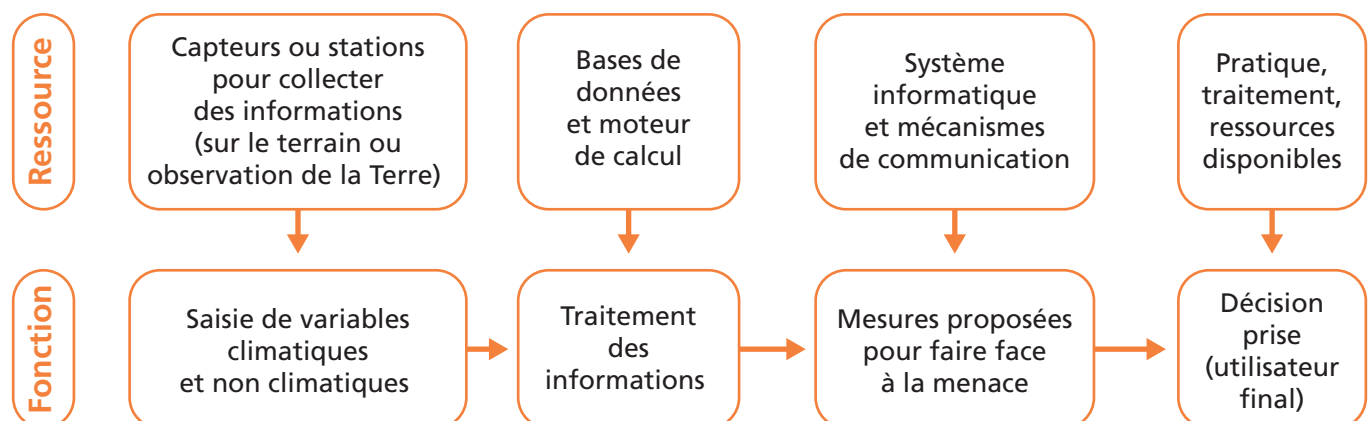 Ressource
Capteurs ou stations
pour collecter
des informations
(sur le terrain ou
observation de la Terre)
Bases de
données
et moteur
de calcul
Système
informatique
et mécanismes
de communication
Pratique,
traitement,
ressources
disponibles
Fonction
Saisie de variables
climatiques
et non climatiques
Traitement
des
informations
Mesures proposées
pour faire face
à la menace
Décision
prise
(utilisateur
final)